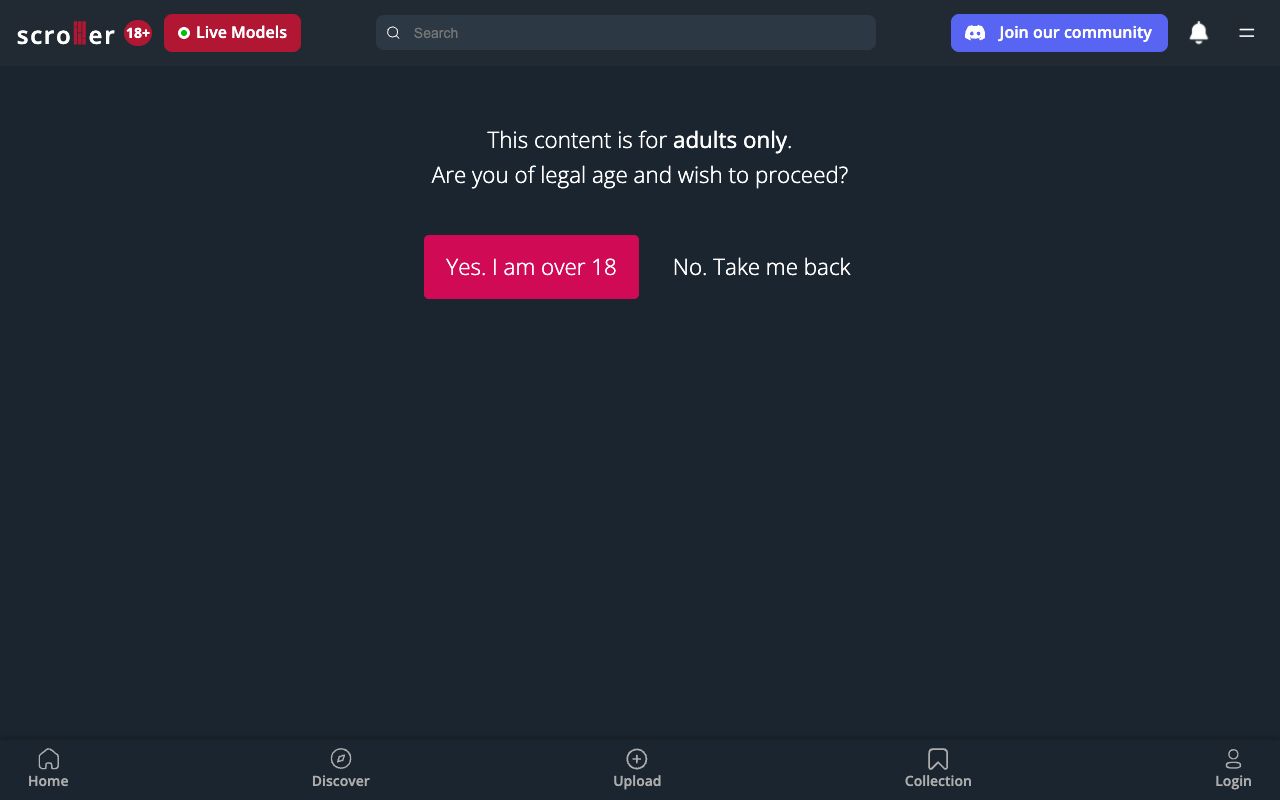 scroller 18+ Live Models Search Join our community
This content is for adults only.
Are you of legal age and wish to proceed?
Yes. I am over 18 No. Take me back
Home Discover Upload Collection Login